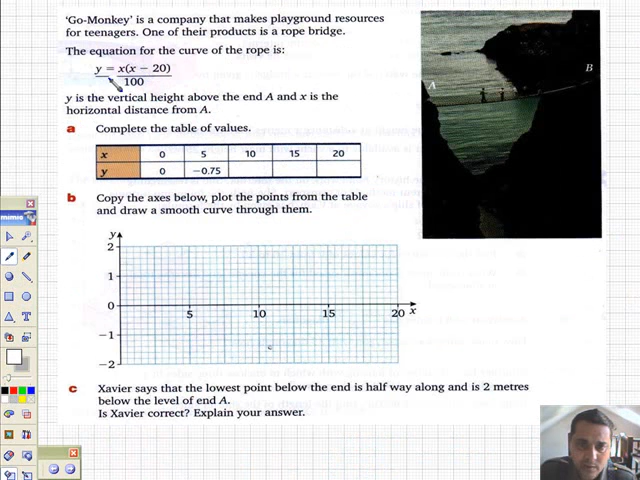 'Go-Monkey' is a company that makes playground resources
for teenagers. One of their products is a rope bridge.
The equation for the curve of the rope is:
y = x(x − 20)
100
y is the vertical height above the end A and x is the
horizontal distance from A.
a Complete the table of values.
x 0 5 10 15 20
y 0 −0.75
b Copy the axes below, plot the points from the table
and draw a smooth curve through them.
y
2
1
0 5 10 15 20 x
−1
−2
c Xavier says that the lowest point below the end is half way along and is 2 metres
below the level of end A.
Is Xavier correct? Explain your answer.
A
B
mimio